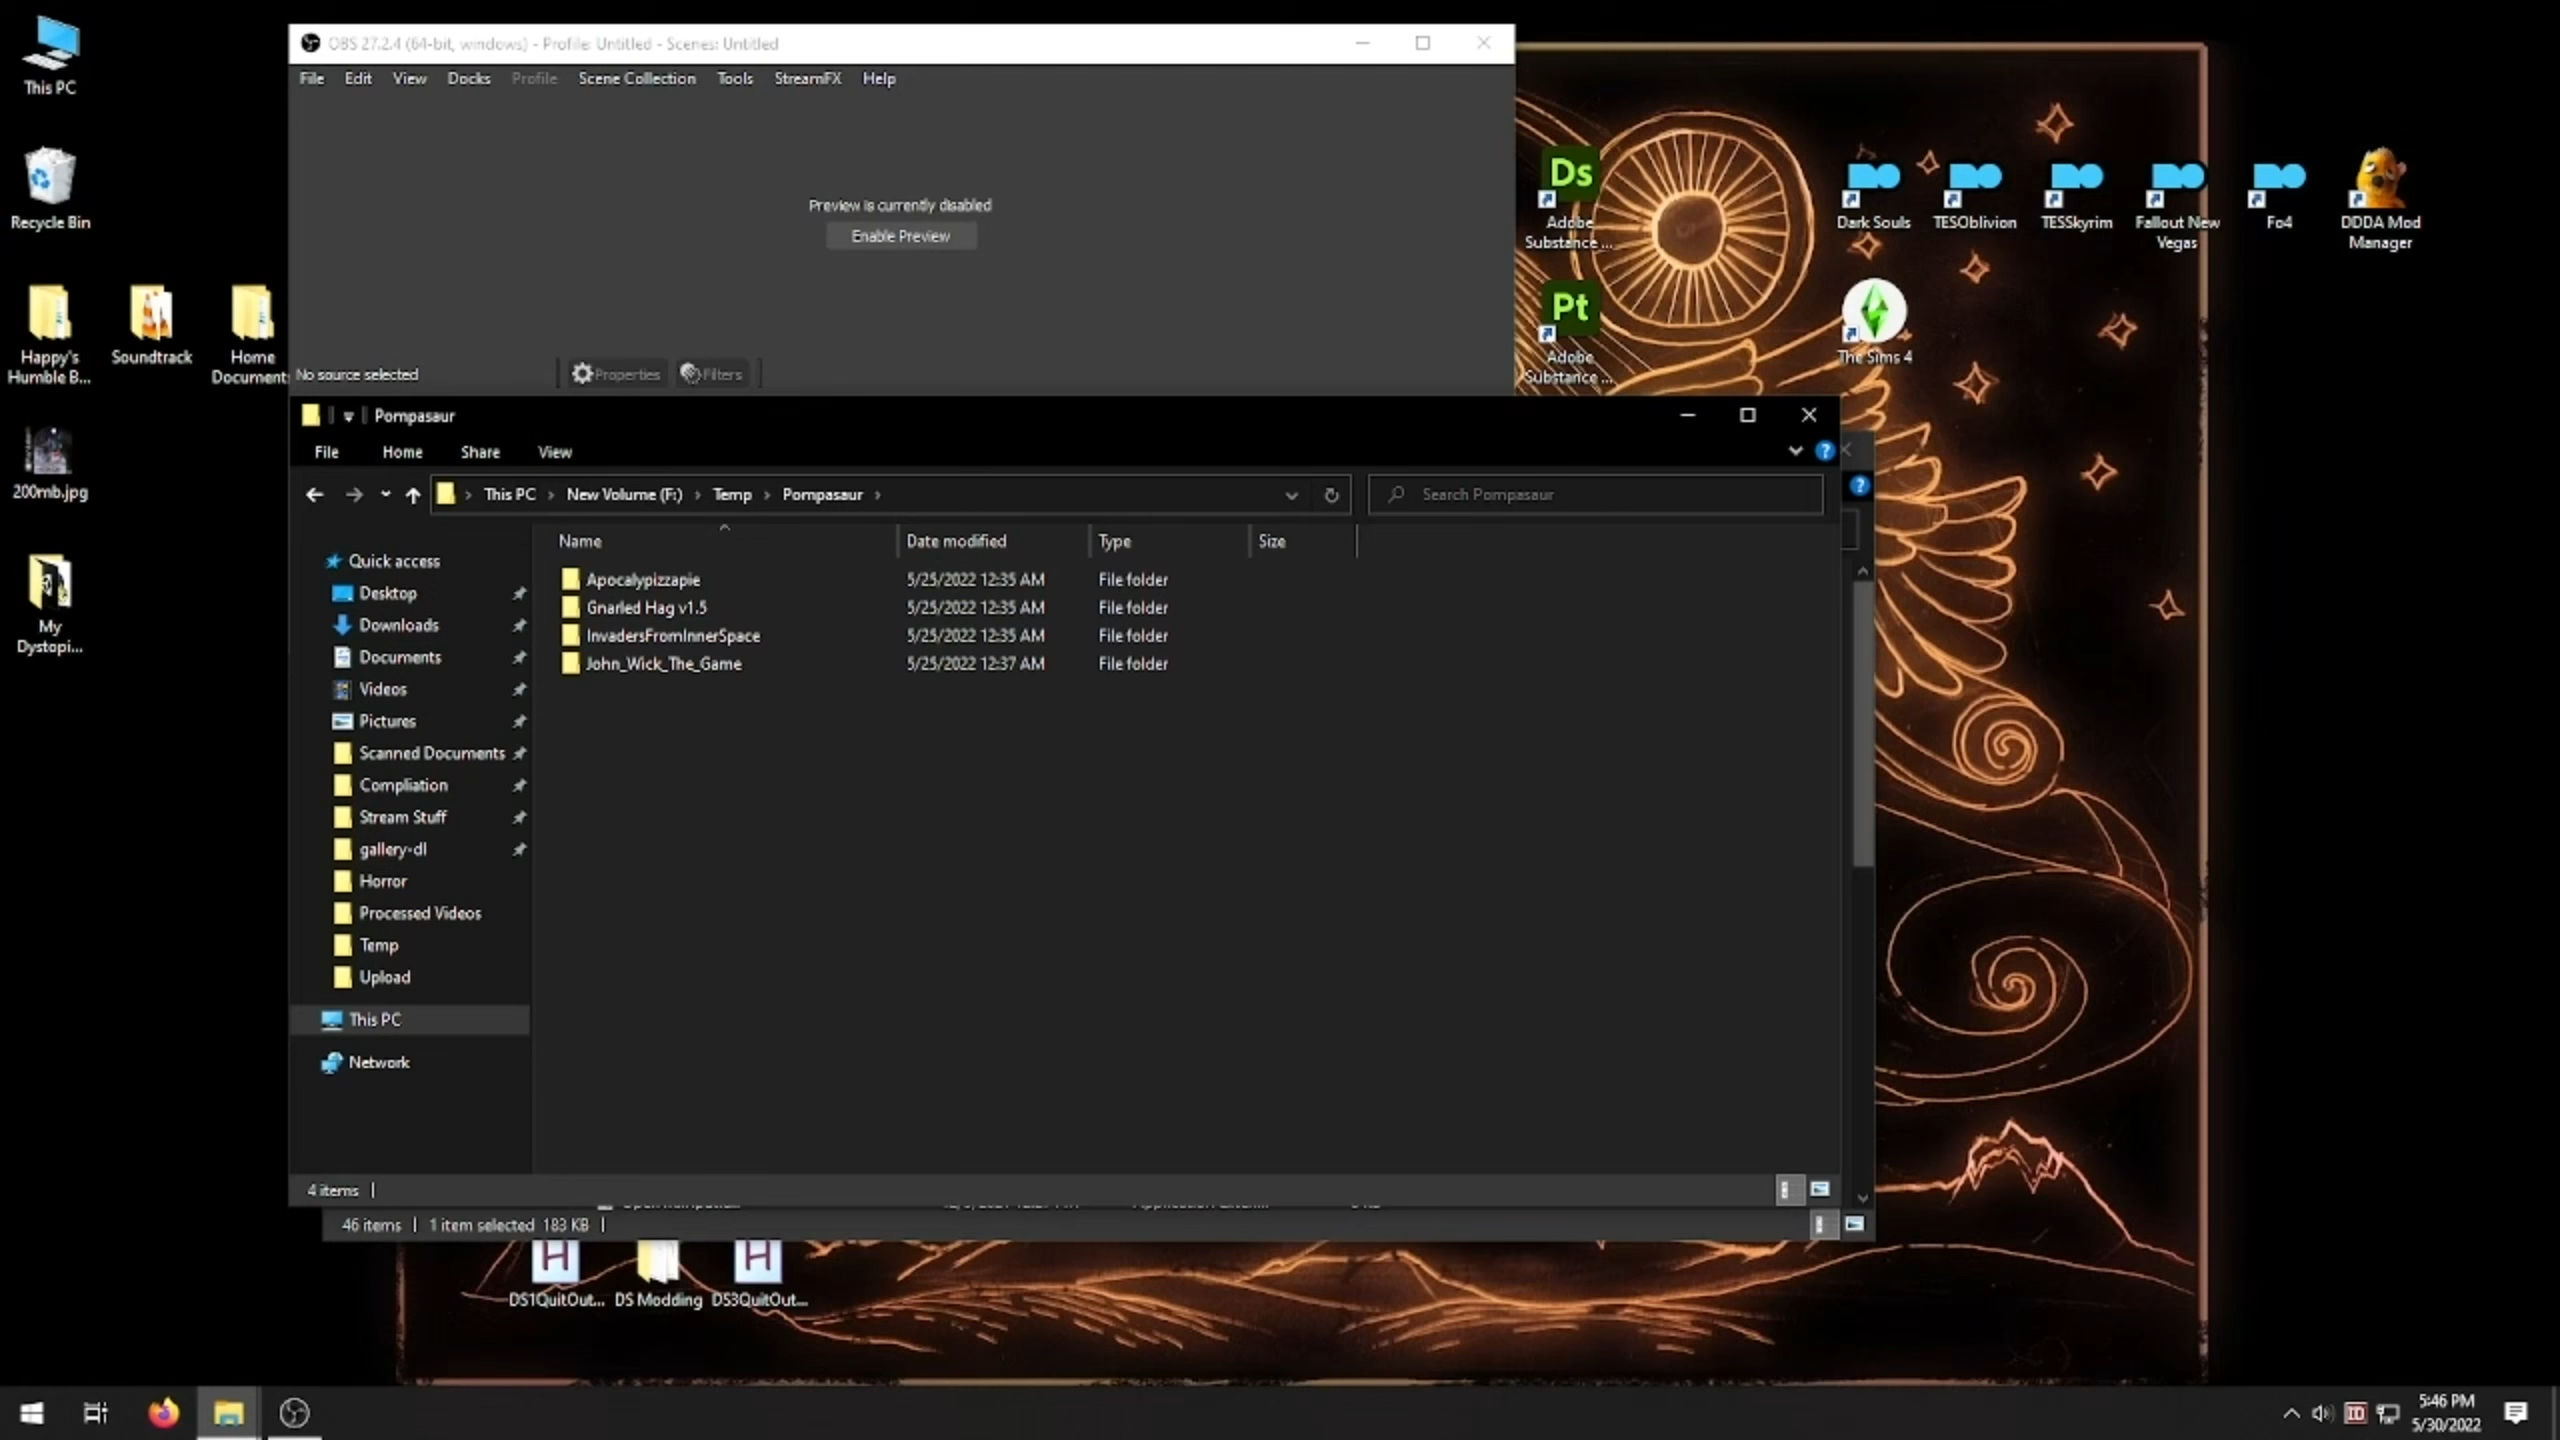 This PC
Recycle Bin
Happy's
Humble B...
Soundtrack
Home
Document
200mb.jpg
My
Dystopi...
OBS 27.2.4 (64-bit, windows) - Profile: Untitled - Scenes: Untitled
File Edit View Docks Profile Scene Collection Tools StreamFX Help
Preview is currently disabled
Enable Preview
No source selected
Properties
Filters
Ds
Adobe
Substance ...
Pt
Adobe
Substance ...
Dark Souls
TESOblivion
TESSkyrim
Fallout New
Vegas
Fo4
DDDA Mod
Manager
The Sims 4
Pompasaur
File Home Share View
This PC > New Volume (F:) > Temp > Pompasaur >
Search Pompasaur
Name Date modified Type Size
Apocalypizzapie 5/25/2022 12:35 AM File folder
Gnarled Hag v1.5 5/25/2022 12:35 AM File folder
InvadersFromInnerSpace 5/25/2022 12:35 AM File folder
John_Wick_The_Game 5/25/2022 12:37 AM File folder
Quick access
Desktop
Downloads
Documents
Videos
Pictures
Scanned Documents
Compliation
Stream Stuff
gallery-dl
Horror
Processed Videos
Temp
Upload
This PC
Network
4 items
46 items 1 item selected 183 KB
DS1QuitOut...
DS Modding
DS3QuitOut...
5:46 PM
5/30/2022